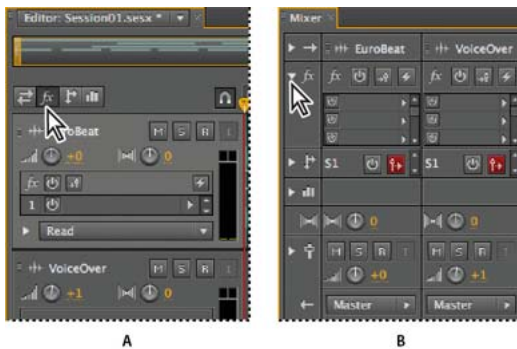 Editor: Session01.sesx *
fx
EuroBeat
M S R I
+0 0
fx
1
Read
VoiceOver
M S R I
+1 0
A
Mixer
EuroBeat VoiceOver
fx fx fx
S1 S1
0 0
M S R I M S R
+0 +1
Master Master
B